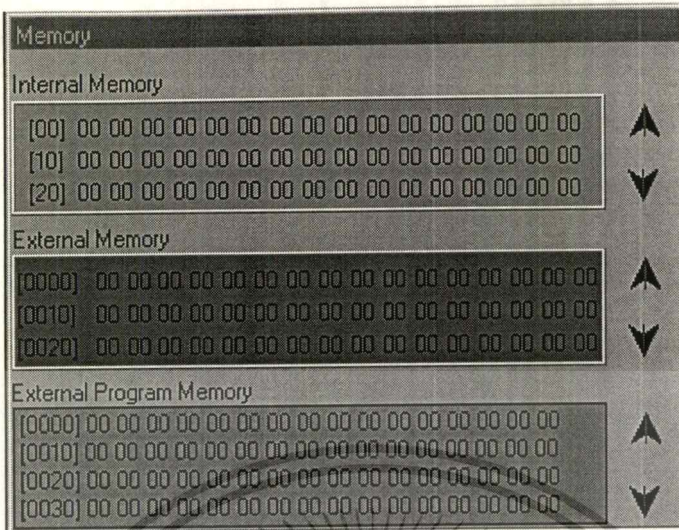 Memory
Internal Memory
[00] 00 00 00 00 00 00 00 00 00 00 00 00 00 00 00 00
[10] 00 00 00 00 00 00 00 00 00 00 00 00 00 00 00 00
[20] 00 00 00 00 00 00 00 00 00 00 00 00 00 00 00 00
External Memory
[0000] 00 00 00 00 00 00 00 00 00 00 00 00 00 00 00 00
[0010] 00 00 00 00 00 00 00 00 00 00 00 00 00 00 00 00
[0020] 00 00 00 00 00 00 00 00 00 00 00 00 00 00 00 00
External Program Memory
[0000] 00 00 00 00 00 00 00 00 00 00 00 00 00 00 00 00
[0010] 00 00 00 00 00 00 00 00 00 00 00 00 00 00 00 00
[0020] 00 00 00 00 00 00 00 00 00 00 00 00 00 00 00 00
[0030] 00 00 00 00 00 00 00 00 00 00 00 00 00 00 00 00